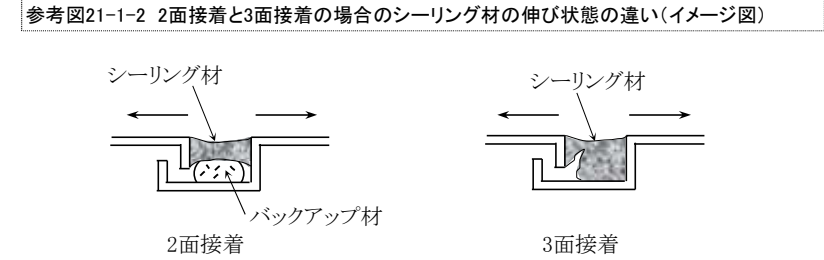 参考図21-1-2 2面接着と3面接着の場合のシーリング材の伸び状態の違い(イメージ図)
シーリング材
バックアップ材
2面接着
シーリング材
3面接着